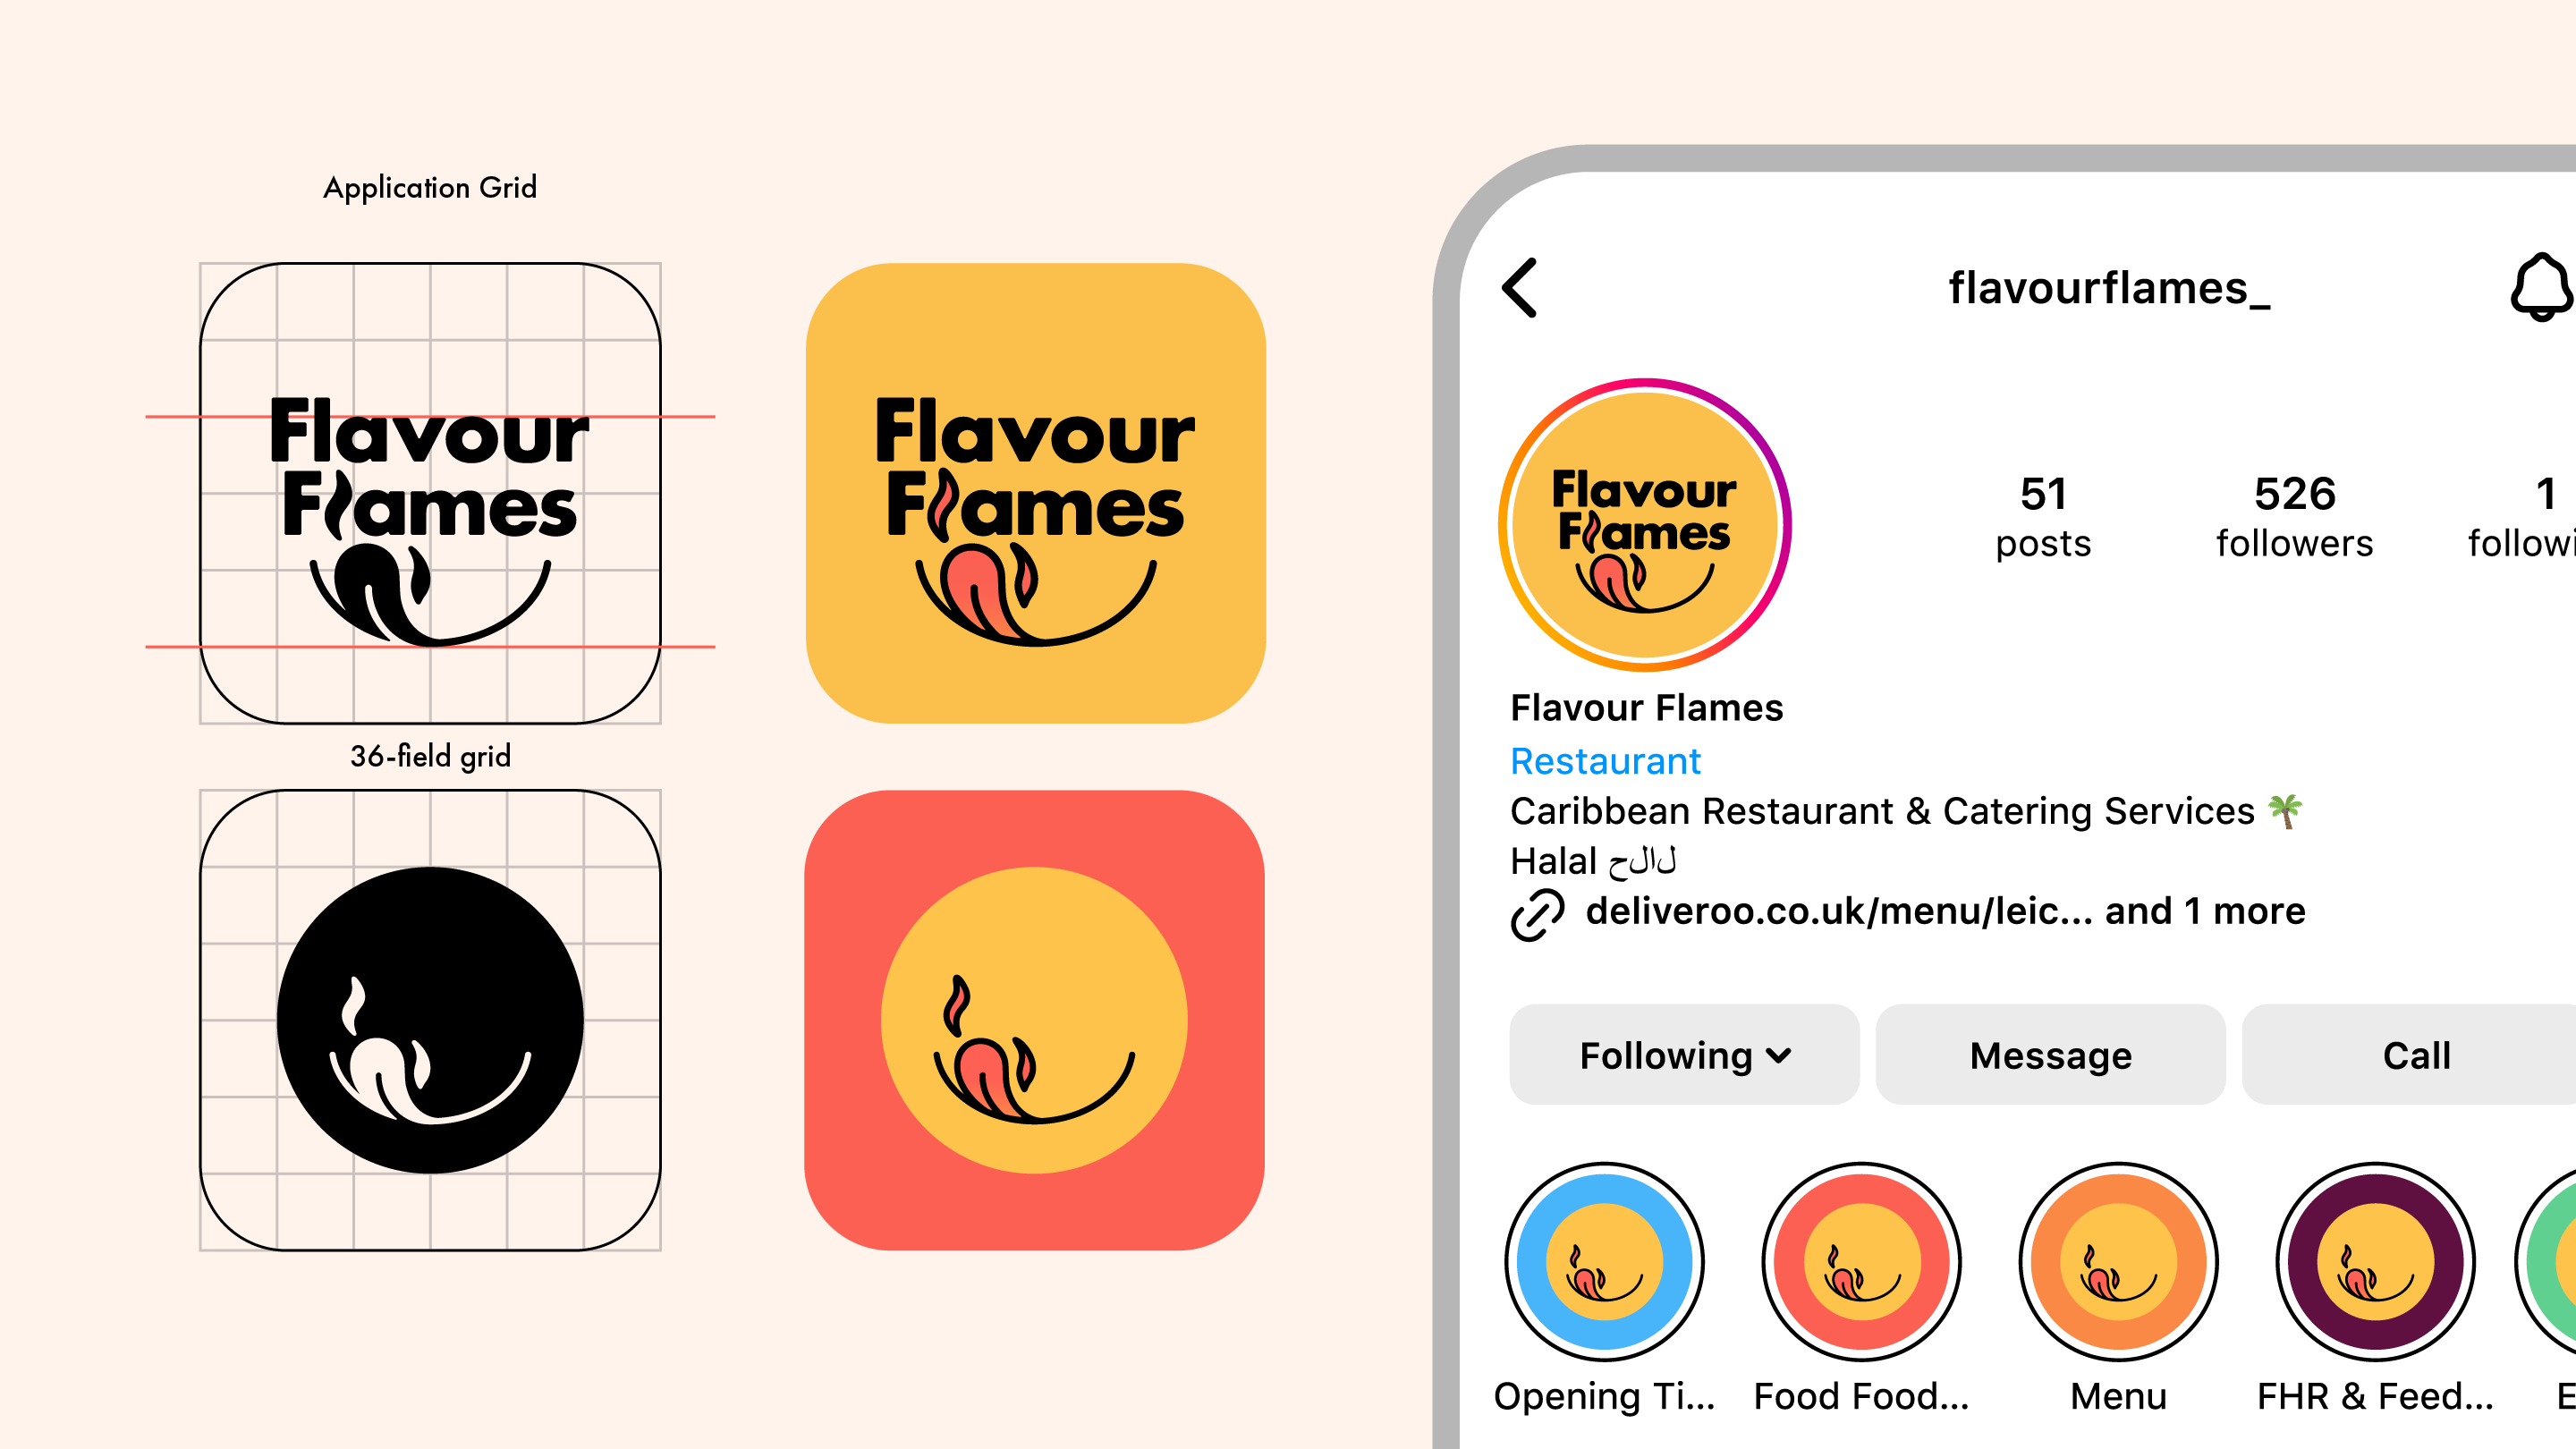 Application Grid
Flavour
Flames
36-field grid
Flavour
Flames
flavourflames_
Flavour
Flames
51
posts
526
followers
1
followi
Flavour Flames
Restaurant
Caribbean Restaurant & Catering Services 🌴
Halal حلال
deliveroo.co.uk/menu/leic... and 1 more
Following
Message
Call
Opening Ti...
Food Food...
Menu
FHR & Feed...
E